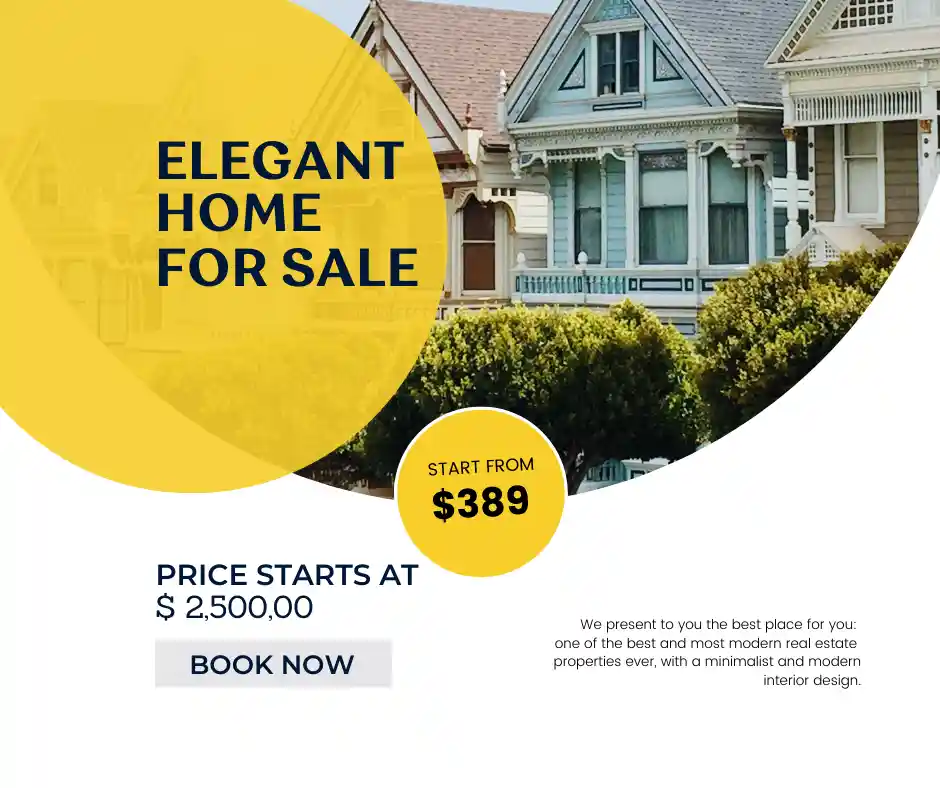 ELEGANT
HOME
FOR SALE
START FROM
$389
PRICE STARTS AT
$ 2,500,00
BOOK NOW
We present to you the best place for you:
one of the best and most modern real estate
properties ever, with a minimalist and modern
interior design.